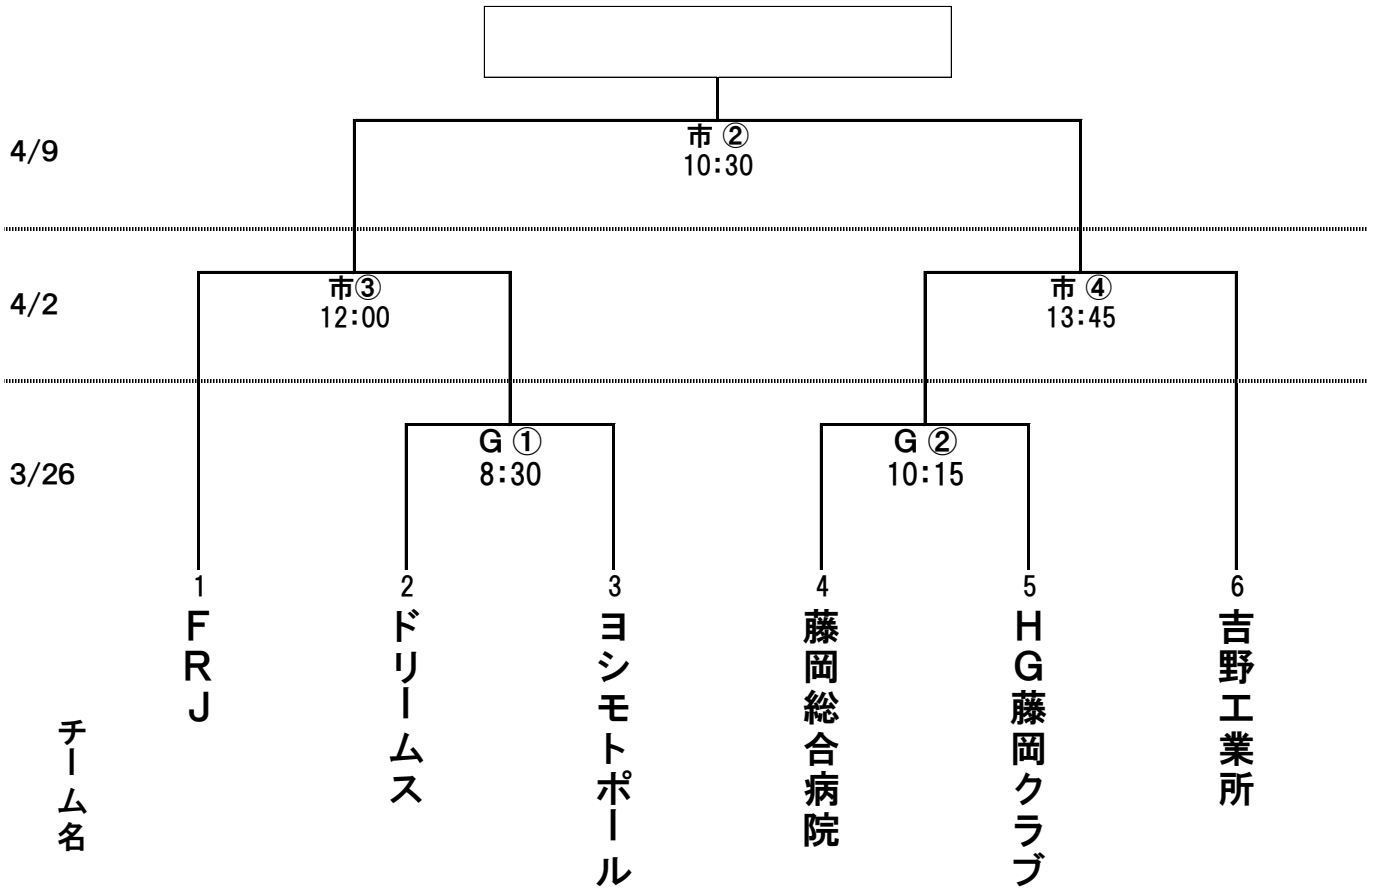 4/9
市 ②
10:30
4/2
市③
12:00
市 ④
13:45
3/26
G ①
8:30
G ②
10:15
1
2
3
4
5
6
チーム名
FRJ
ドリームス
ヨシモトポール
藤岡総合病院
HG藤岡クラブ
吉野工業所